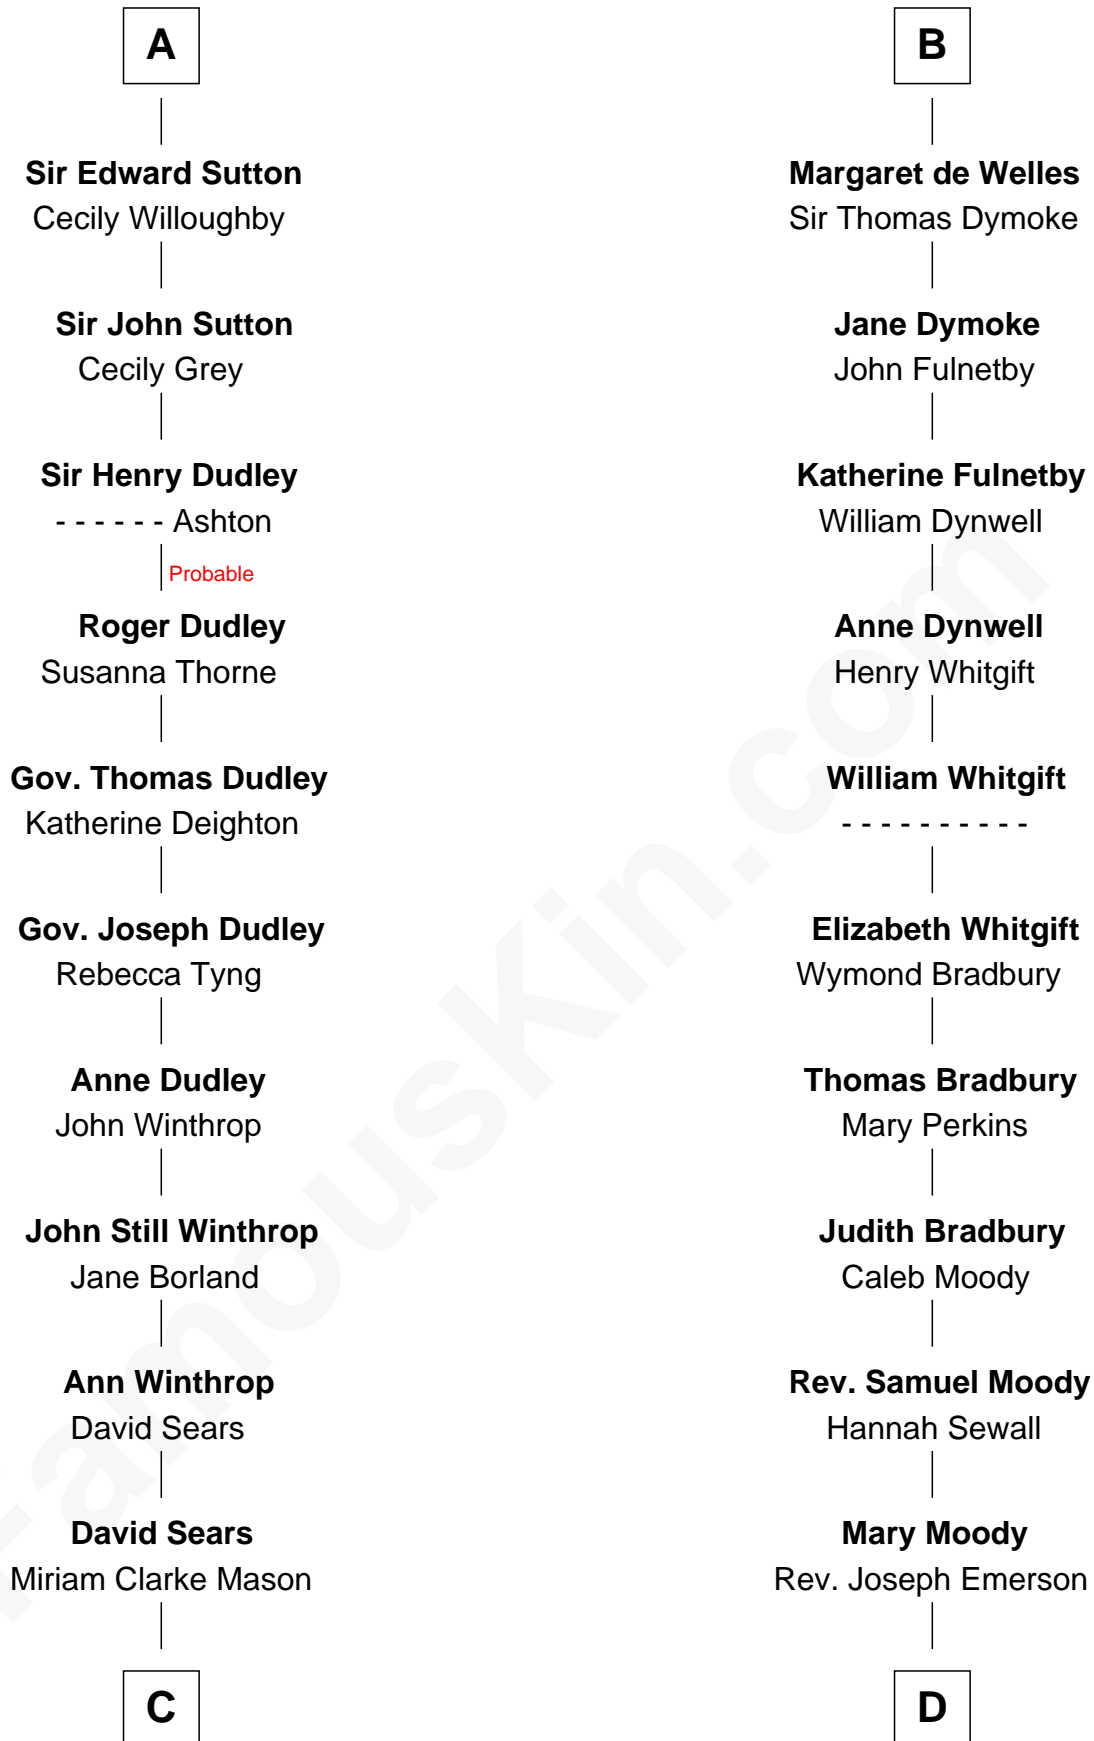 A
Sir Edward Sutton
Cecily Willoughby
Sir John Sutton
Cecily Grey
Sir Henry Dudley
- - - - - - Ashton
Probable
Roger Dudley
Susanna Thorne
Gov. Thomas Dudley
Katherine Deighton
Gov. Joseph Dudley
Rebecca Tyng
Anne Dudley
John Winthrop
John Still Winthrop
Jane Borland
Ann Winthrop
David Sears
David Sears
Miriam Clarke Mason
C
B
Margaret de Welles
Sir Thomas Dymoke
Jane Dymoke
John Fulnetby
Katherine Fulnetby
William Dynwell
Anne Dynwell
Henry Whitgift
William Whitgift
- - - - - - - - - -
Elizabeth Whitgift
Wymond Bradbury
Thomas Bradbury
Mary Perkins
Judith Bradbury
Caleb Moody
Rev. Samuel Moody
Hannah Sewall
Mary Moody
Rev. Joseph Emerson
D
FamousKin.com